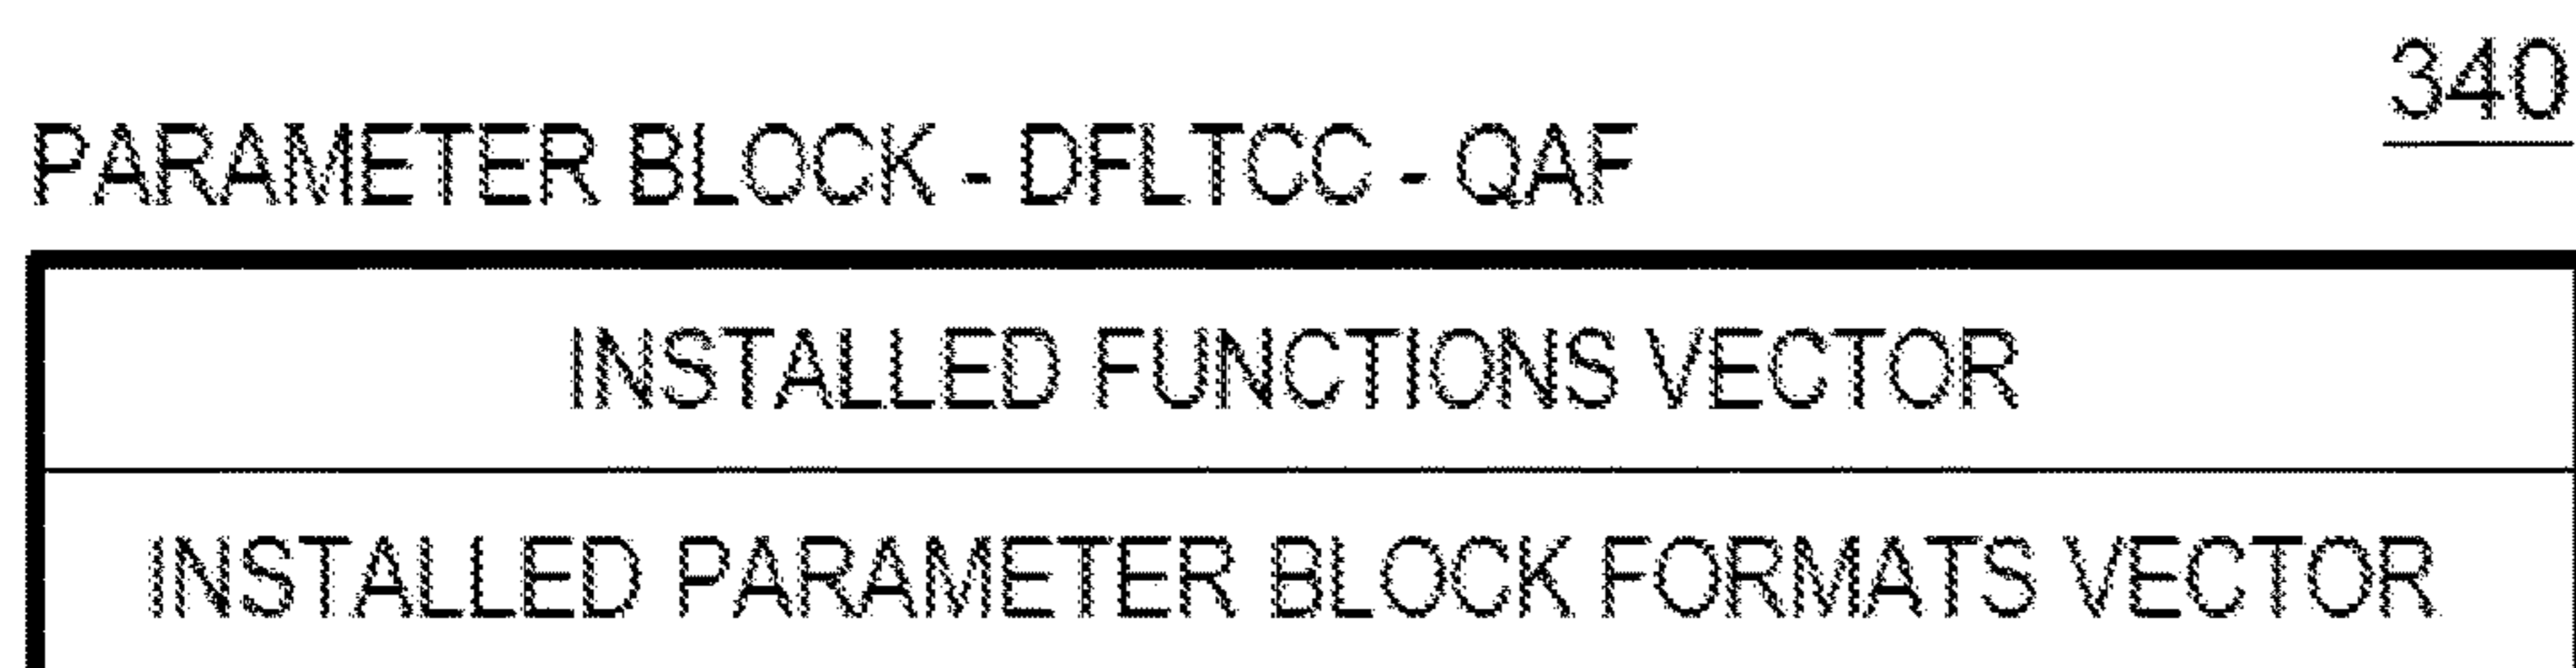 340
PARAMETER BLOCK - DFLTCC - QAF
INSTALLED FUNCTIONS VECTOR
INSTALLED PARAMETER BLOCK FORMATS VECTOR